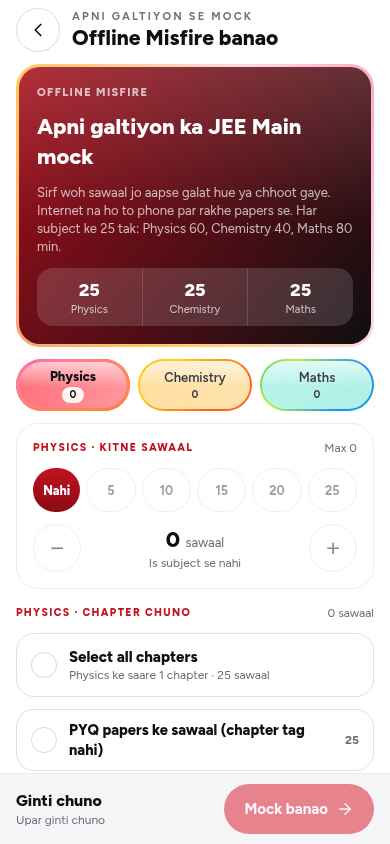 APNI GALTIYON SE MOCK
Offline Misfire banao
OFFLINE MISFIRE
Apni galtiyon ka JEE Main
mock
Sirf woh sawaal jo aapse galat hue ya chhoot gaye.
Internet na ho to phone par rakhe papers se. Har
subject ke 25 tak: Physics 60, Chemistry 40, Maths 80
min.
25 25 25
Physics Chemistry Maths
Physics Chemistry Maths
0 0 0
PHYSICS · KITNE SAWAAL Max 0
Nahi 5 10 15 20 25
− 0 sawaal +
Is subject se nahi
PHYSICS · CHAPTER CHUNO 0 sawaal
Select all chapters
Physics ke saare 1 chapter · 25 sawaal
PYQ papers ke sawaal (chapter tag 25
nahi)
Ginti chuno
Upar ginti chuno
Mock banao →